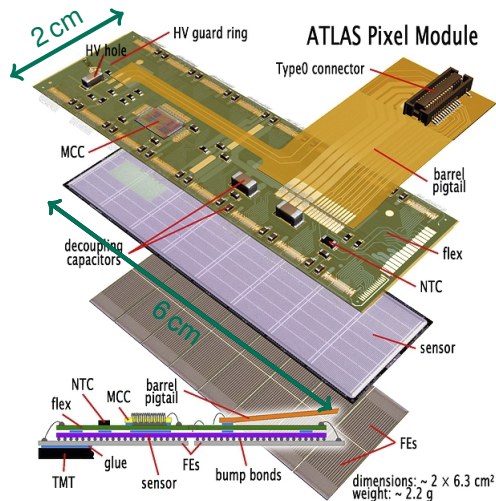 2 cm
HV guard ring
HV hole
ATLAS Pixel Module
Type0 connector
MCC
barrel
pigtail
decoupling
capacitors
flex
NTC
6 cm
sensor
barrel
pigtail
NTC
MCC
flex
FEs
glue
FEs
TMT
sensor
bump bonds
dimensions: ~ 2 × 6.3 cm²
weight: ~ 2.2 g